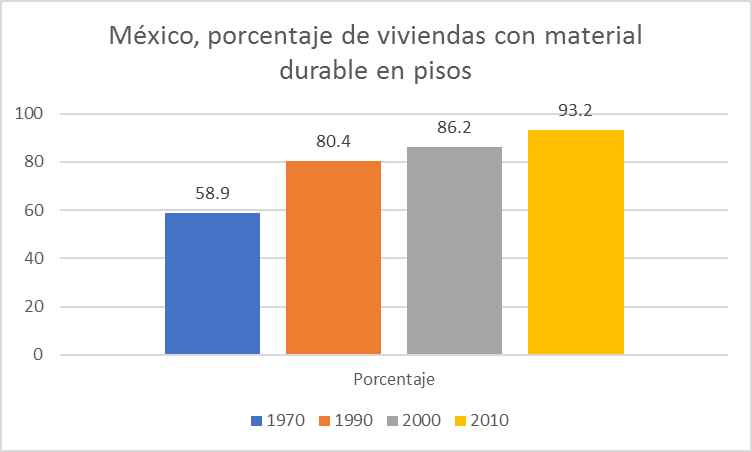 México, porcentaje de viviendas con material
durable en pisos
100
80
60
40
20
0
58.9
80.4
86.2
93.2
Porcentaje
1970 1990 2000 2010